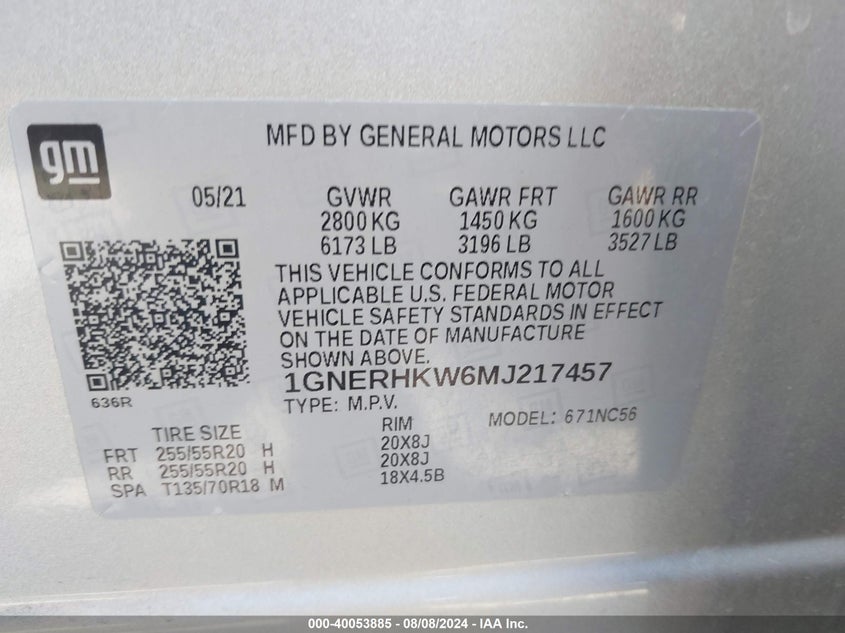 gm
MFD BY GENERAL MOTORS LLC
05/21 GVWR GAWR FRT GAWR RR
2800 KG 1450 KG 1600 KG
6173 LB 3196 LB 3527 LB
THIS VEHICLE CONFORMS TO ALL
APPLICABLE U.S. FEDERAL MOTOR
VEHICLE SAFETY STANDARDS IN EFFECT
ON THE DATE OF MANUFACTURE
SHOWN ABOVE.
1GNERHKW6MJ217457
636R
TYPE: M.P.V.
MODEL: 671NC56
TIRE SIZE RIM
FRT 255/55R20 H 20X8J
RR 255/55R20 H 20X8J
SPA T135/70R18 M 18X4.5B
000-40053885 - 08/08/2024 - IAA Inc.